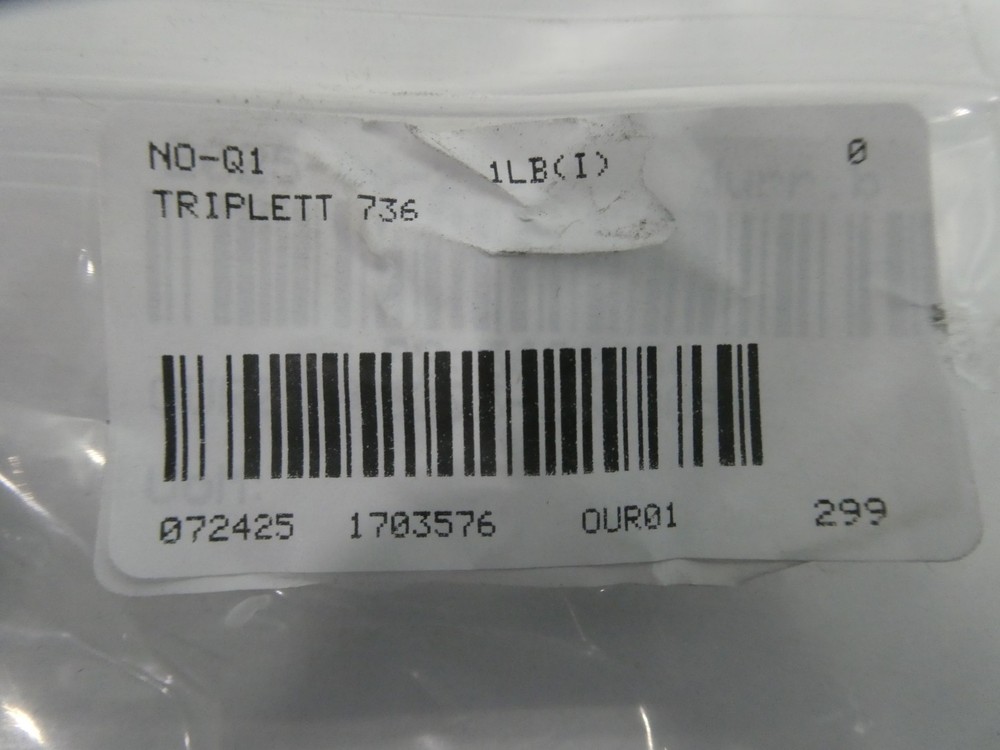 NO-Q1 1LB(I) 0
TRIPLETT 736
072425 1703576 OUR01 299